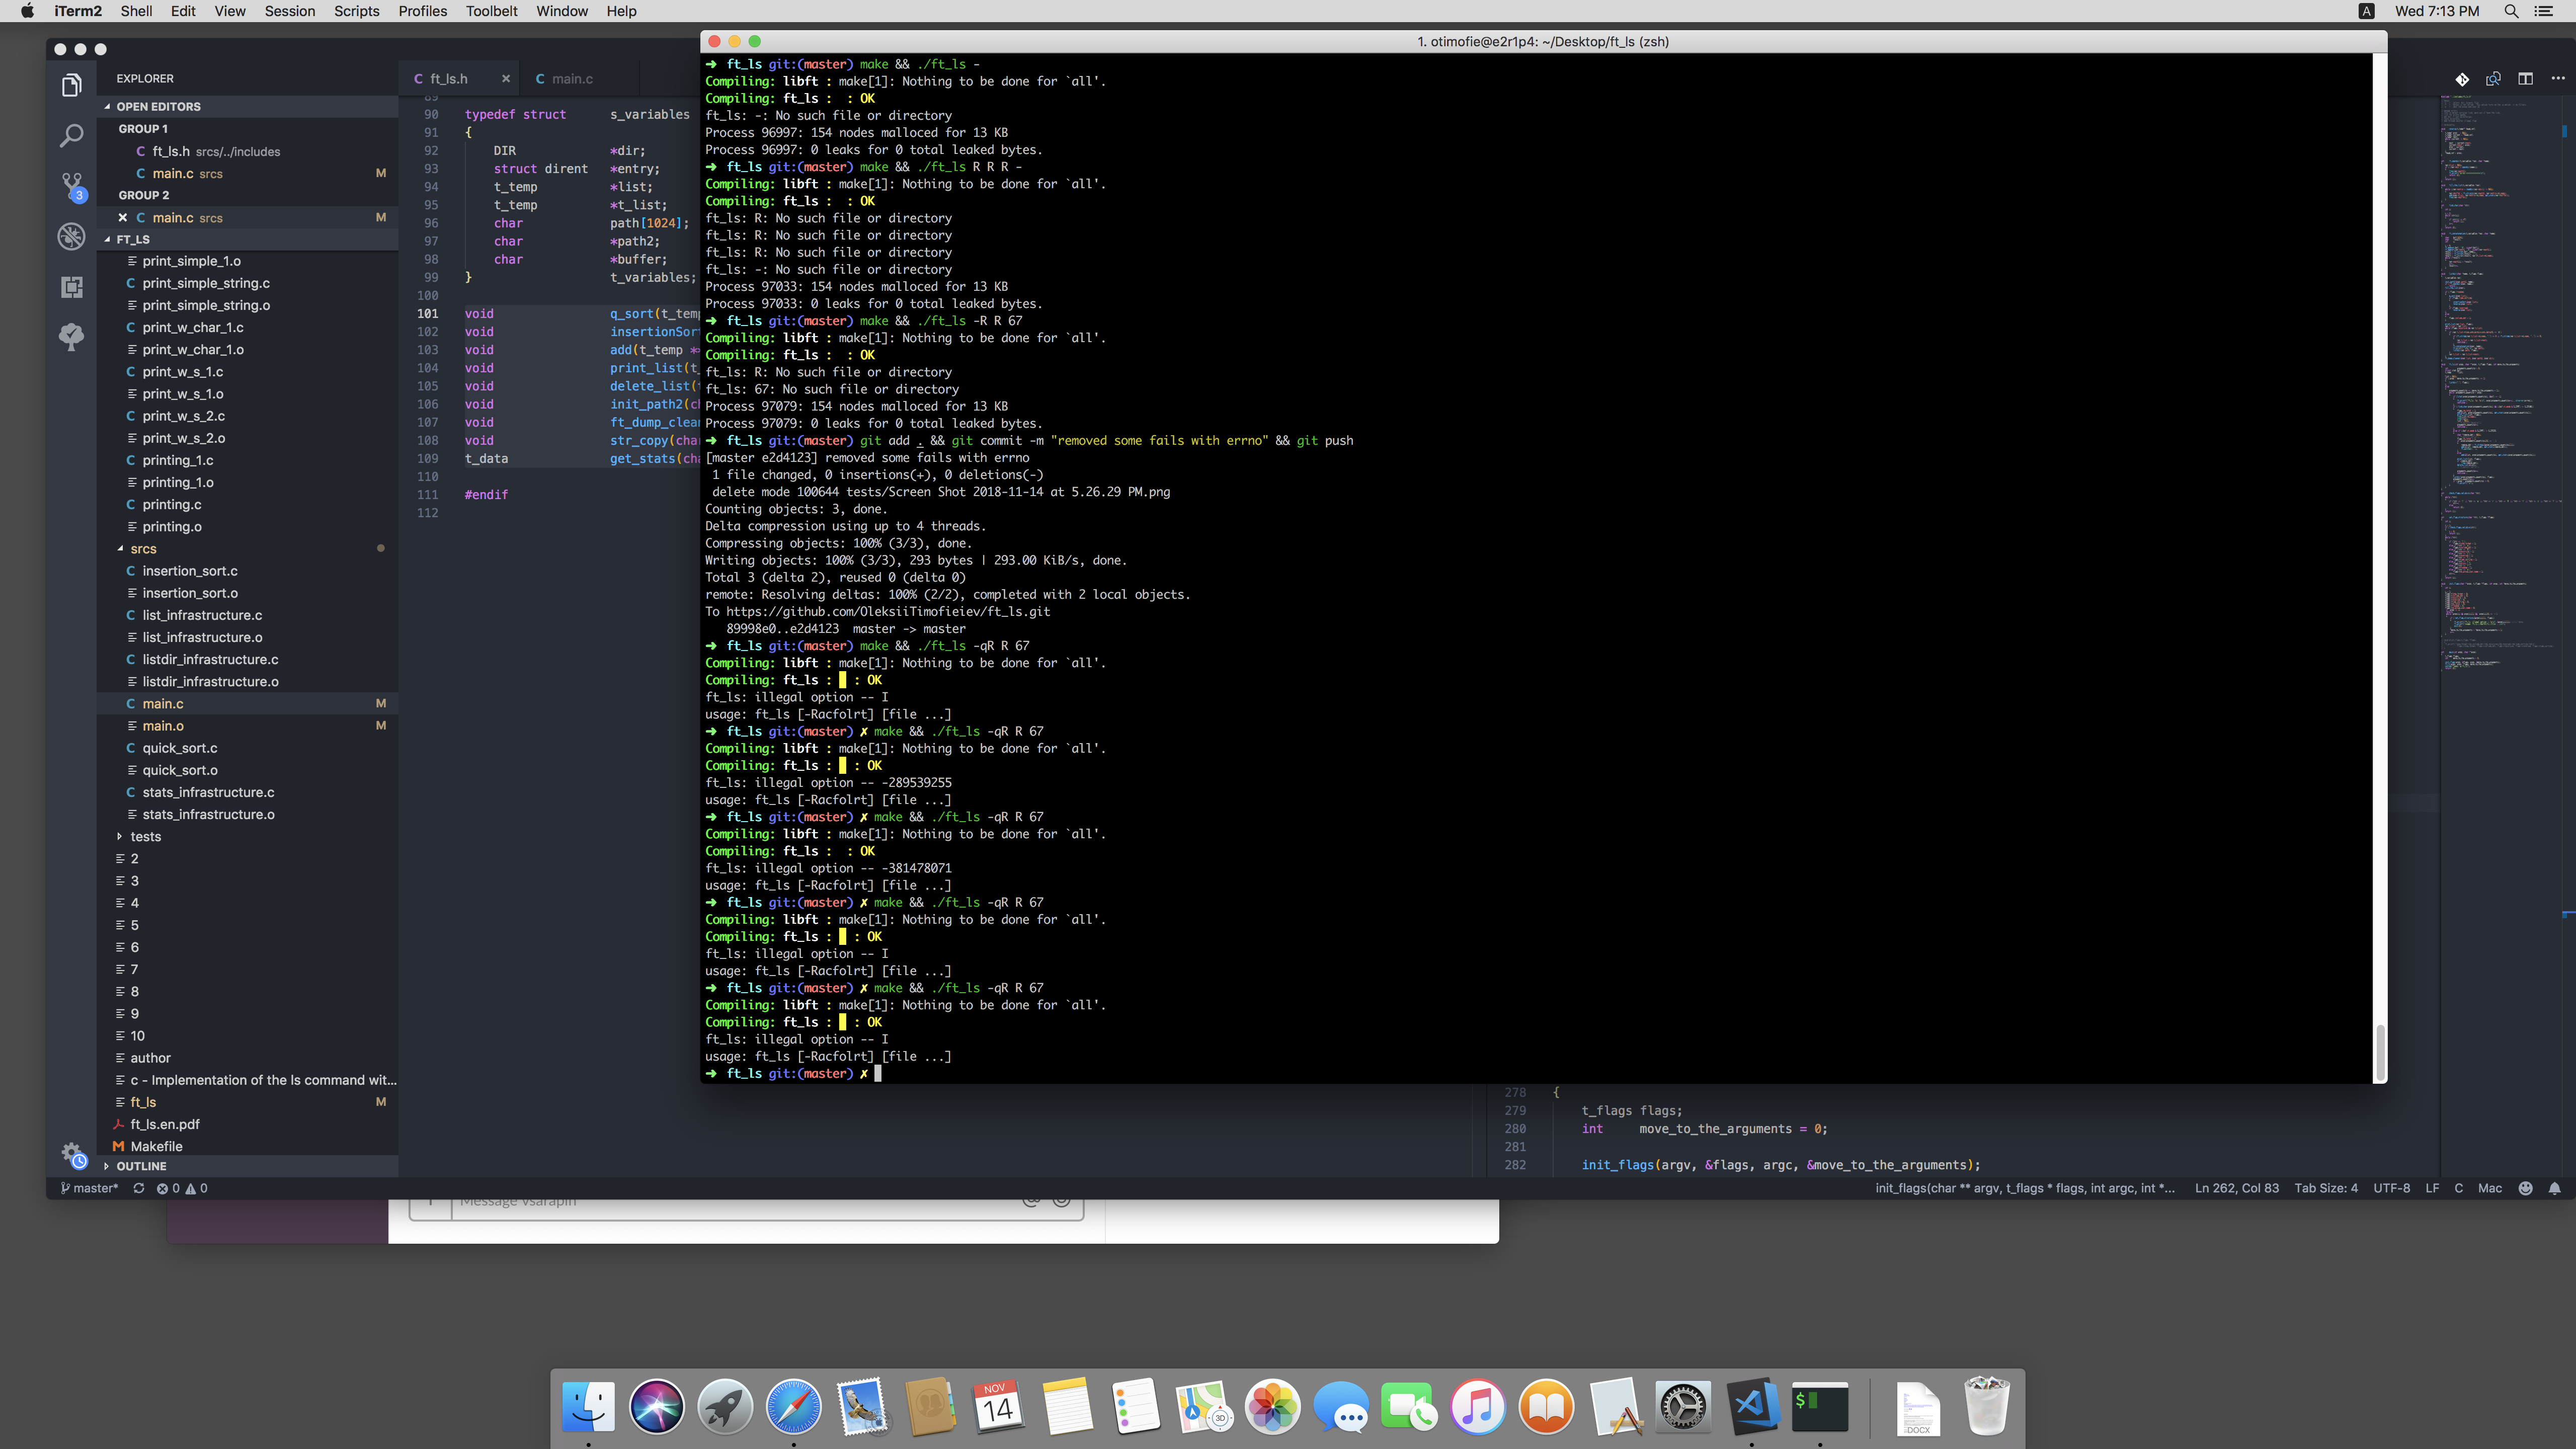 iTerm2 Shell Edit View Session Scripts Profiles Toolbelt Window Help
A Wed 7:13 PM
1. otimofie@e2r1p4: ~/Desktop/ft_ls (zsh)
EXPLORER
OPEN EDITORS
GROUP 1
C ft_ls.h srcs/../includes
C main.c srcs M
GROUP 2
C main.c srcs M
FT_LS
print_simple_1.o
C print_simple_string.c
print_simple_string.o
C print_w_char_1.c
print_w_char_1.o
C print_w_s_1.c
print_w_s_1.o
C print_w_s_2.c
print_w_s_2.o
C printing_1.c
printing_1.o
C printing.c
printing.o
srcs
C insertion_sort.c
insertion_sort.o
C list_infrastructure.c
list_infrastructure.o
C listdir_infrastructure.c
listdir_infrastructure.o
C main.c M
main.o M
C quick_sort.c
quick_sort.o
C stats_infrastructure.c
stats_infrastructure.o
tests
2
3
4
5
6
7
8
9
10
author
c - Implementation of the ls command wit...
ft_ls M
ft_ls.en.pdf
M Makefile
OUTLINE
3
C ft_ls.h ×
C main.c
89
90 typedef struct s_variables
91 {
92 DIR *dir;
93 struct dirent *entry;
94 t_temp *list;
95 t_temp *t_list;
96 char path[1024];
97 char *path2;
98 char *buffer;
99 } t_variables;
100
101 void q_sort(t_temp
102 void insertionSort
103 void add(t_temp *
104 void print_list(t_
105 void delete_list(
106 void init_path2(c
107 void ft_dump_clea
108 void str_copy(cha
109 t_data get_stats(cha
110
111 #endif
112
➜ ft_ls git:(master) make && ./ft_ls -
Compiling: libft : make[1]: Nothing to be done for `all'.
Compiling: ft_ls : : OK
ft_ls: -: No such file or directory
Process 96997: 154 nodes malloced for 13 KB
Process 96997: 0 leaks for 0 total leaked bytes.
➜ ft_ls git:(master) make && ./ft_ls R R R -
Compiling: libft : make[1]: Nothing to be done for `all'.
Compiling: ft_ls : : OK
ft_ls: R: No such file or directory
ft_ls: R: No such file or directory
ft_ls: R: No such file or directory
ft_ls: -: No such file or directory
Process 97033: 154 nodes malloced for 13 KB
Process 97033: 0 leaks for 0 total leaked bytes.
➜ ft_ls git:(master) make && ./ft_ls -R R 67
Compiling: libft : make[1]: Nothing to be done for `all'.
Compiling: ft_ls : : OK
ft_ls: R: No such file or directory
ft_ls: 67: No such file or directory
Process 97079: 154 nodes malloced for 13 KB
Process 97079: 0 leaks for 0 total leaked bytes.
➜ ft_ls git:(master) git add . && git commit -m "removed some fails with errno" && git push
[master e2d4123] removed some fails with errno
1 file changed, 0 insertions(+), 0 deletions(-)
delete mode 100644 tests/Screen Shot 2018-11-14 at 5.26.29 PM.png
Counting objects: 3, done.
Delta compression using up to 4 threads.
Compressing objects: 100% (3/3), done.
Writing objects: 100% (3/3), 293 bytes | 293.00 KiB/s, done.
Total 3 (delta 2), reused 0 (delta 0)
remote: Resolving deltas: 100% (2/2), completed with 2 local objects.
To https://github.com/OleksiiTimofieiev/ft_ls.git
89998e0..e2d4123 master -> master
➜ ft_ls git:(master) make && ./ft_ls -qR R 67
Compiling: libft : make[1]: Nothing to be done for `all'.
Compiling: ft_ls : : OK
ft_ls: illegal option -- I
usage: ft_ls [-Racfolrt] [file ...]
➜ ft_ls git:(master) ✗ make && ./ft_ls -qR R 67
Compiling: libft : make[1]: Nothing to be done for `all'.
Compiling: ft_ls : : OK
ft_ls: illegal option -- -289539255
usage: ft_ls [-Racfolrt] [file ...]
➜ ft_ls git:(master) ✗ make && ./ft_ls -qR R 67
Compiling: libft : make[1]: Nothing to be done for `all'.
Compiling: ft_ls : : OK
ft_ls: illegal option -- -381478071
usage: ft_ls [-Racfolrt] [file ...]
➜ ft_ls git:(master) ✗ make && ./ft_ls -qR R 67
Compiling: libft : make[1]: Nothing to be done for `all'.
Compiling: ft_ls : : OK
ft_ls: illegal option -- I
usage: ft_ls [-Racfolrt] [file ...]
➜ ft_ls git:(master) ✗ make && ./ft_ls -qR R 67
Compiling: libft : make[1]: Nothing to be done for `all'.
Compiling: ft_ls : : OK
ft_ls: illegal option -- I
usage: ft_ls [-Racfolrt] [file ...]
➜ ft_ls git:(master) ✗
278 {
279 t_flags flags;
280 int move_to_the_arguments = 0;
281
282 init_flags(argv, &flags, argc, &move_to_the_arguments);
master* 0 0
init_flags(char ** argv, t_flags * flags, int argc, int *... Ln 262, Col 83 Tab Size: 4 UTF-8 LF C Mac
Message vsarapin
NOV
14
3D
$
DOCX